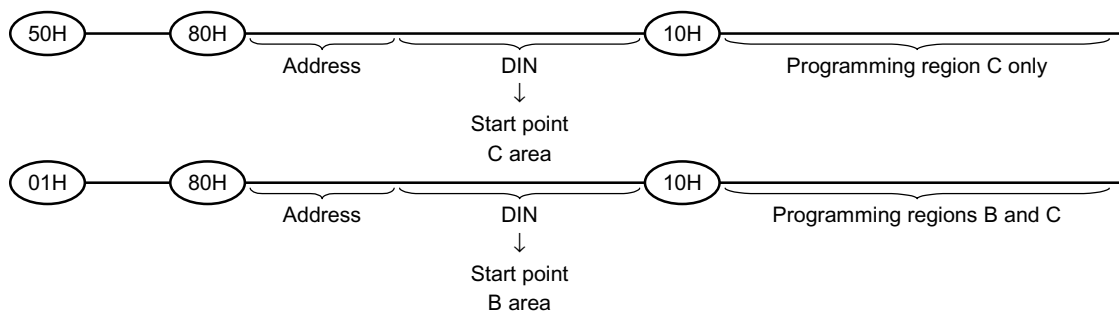 50H 80H 10H
Address DIN Programming region C only
↓
Start point
C area
01H 80H 10H
Address DIN Programming regions B and C
↓
Start point
B area